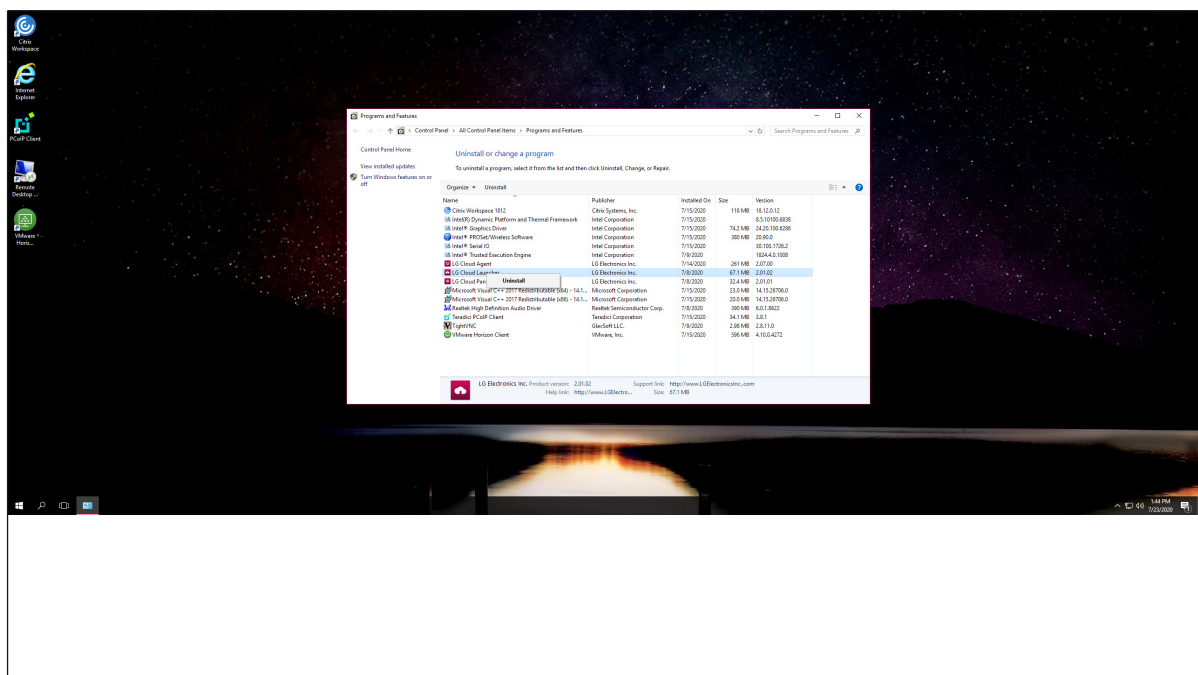 Citrix
Workspace
Internet
Explorer
PCoIP Client
Remote
Desktop ...
VMware
Horiz...
Programs and Features
Control Panel > All Control Panel Items > Programs and Features
Search Programs and Features
Control Panel Home
View installed updates
Turn Windows features on or
off
Uninstall or change a program
To uninstall a program, select it from the list and then click Uninstall, Change, or Repair.
Organize Uninstall
Name Publisher Installed On Size Version
Citrix Workspace 1812 Citrix Systems, Inc. 7/15/2020 118 MB 18.12.0.12
Intel(R) Dynamic Platform and Thermal Framework Intel Corporation 7/15/2020 8.5.10100.6838
Intel® Graphics Driver Intel Corporation 7/15/2020 74.2 MB 24.20.100.6286
Intel® PROSet/Wireless Software Intel Corporation 7/15/2020 380 MB 20.90.0
Intel® Serial IO Intel Corporation 7/15/2020 30.100.1726.2
Intel® Trusted Execution Engine Intel Corporation 7/9/2020 1824.4.0.1008
LG Cloud Agent LG Electronics Inc. 7/14/2020 261 MB 2.07.00
LG Cloud Launcher LG Electronics Inc. 7/8/2020 67.1 MB 2.01.02
LG Cloud Pan LG Electronics Inc. 7/8/2020 32.4 MB 2.01.01
Uninstall
Microsoft Visual C++ 2017 Redistributable (x64) - 14.1... Microsoft Corporation 7/15/2020 23.0 MB 14.15.26706.0
Microsoft Visual C++ 2017 Redistributable (x86) - 14.1... Microsoft Corporation 7/15/2020 20.0 MB 14.15.26706.0
Realtek High Definition Audio Driver Realtek Semiconductor Corp. 7/8/2020 390 MB 6.0.1.8622
Teradici PCoIP Client Teradici Corporation 7/15/2020 34.1 MB 3.8.1
TightVNC GlavSoft LLC. 7/9/2020 2.98 MB 2.8.11.0
VMware Horizon Client VMware, Inc. 7/15/2020 596 MB 4.10.0.4272
LG Electronics Inc. Product version: 2.01.02 Support link: http://www.LGElectronicsInc..com
Help link: http://www.LGElectro... Size: 67.1 MB
1:44 PM
7/23/2020